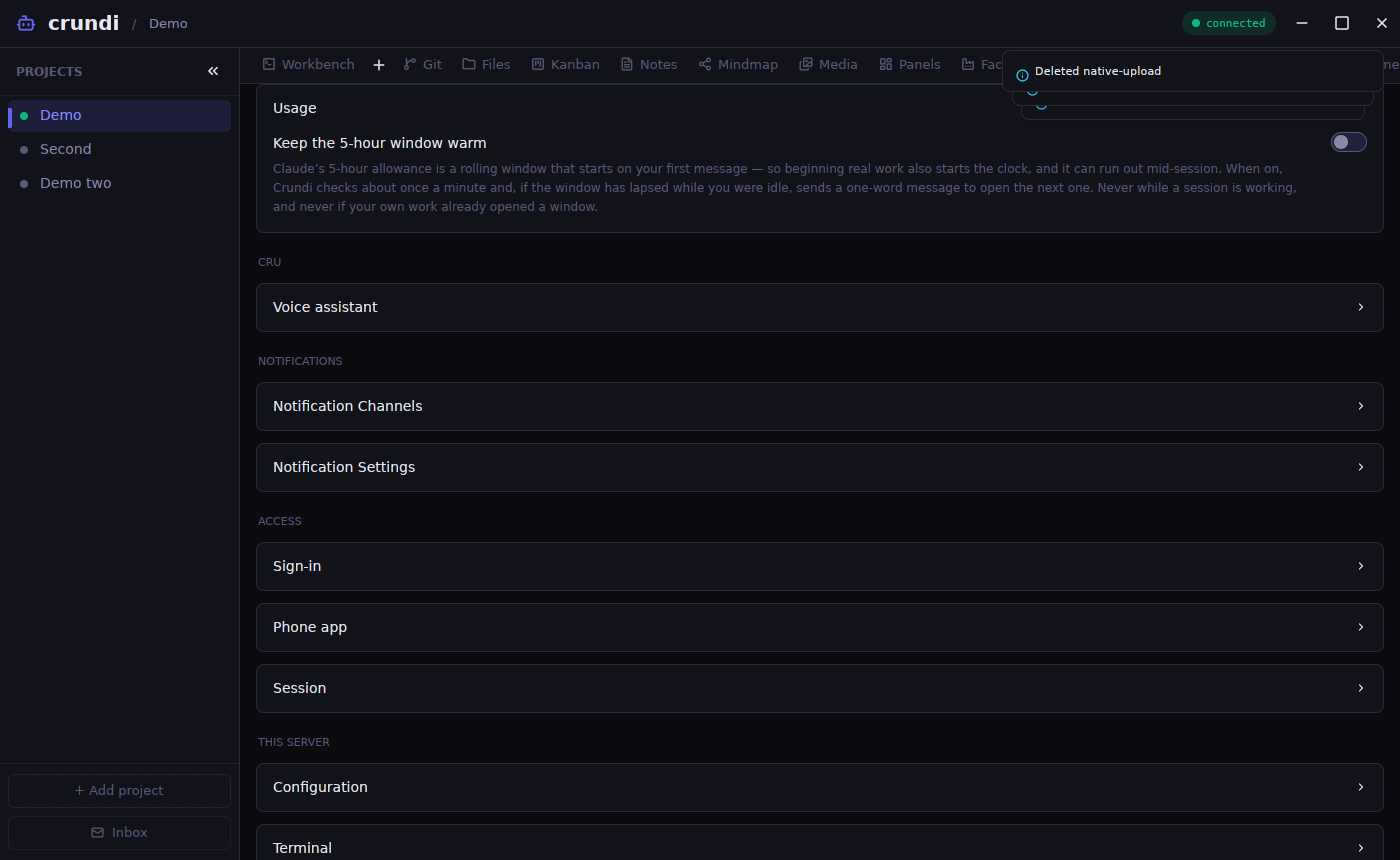 crundi / Demo
connected
PROJECTS
Demo
Second
Demo two
+ Add project
Inbox
Workbench
Git
Files
Kanban
Notes
Mindmap
Media
Panels
Deleted native-upload
Usage
Keep the 5-hour window warm
Claude’s 5-hour allowance is a rolling window that starts on your first message — so beginning real work also starts the clock, and it can run out mid-session. When on,
Crundi checks about once a minute and, if the window has lapsed while you were idle, sends a one-word message to open the next one. Never while a session is working,
and never if your own work already opened a window.
CRU
Voice assistant
NOTIFICATIONS
Notification Channels
Notification Settings
ACCESS
Sign-in
Phone app
Session
THIS SERVER
Configuration
Terminal